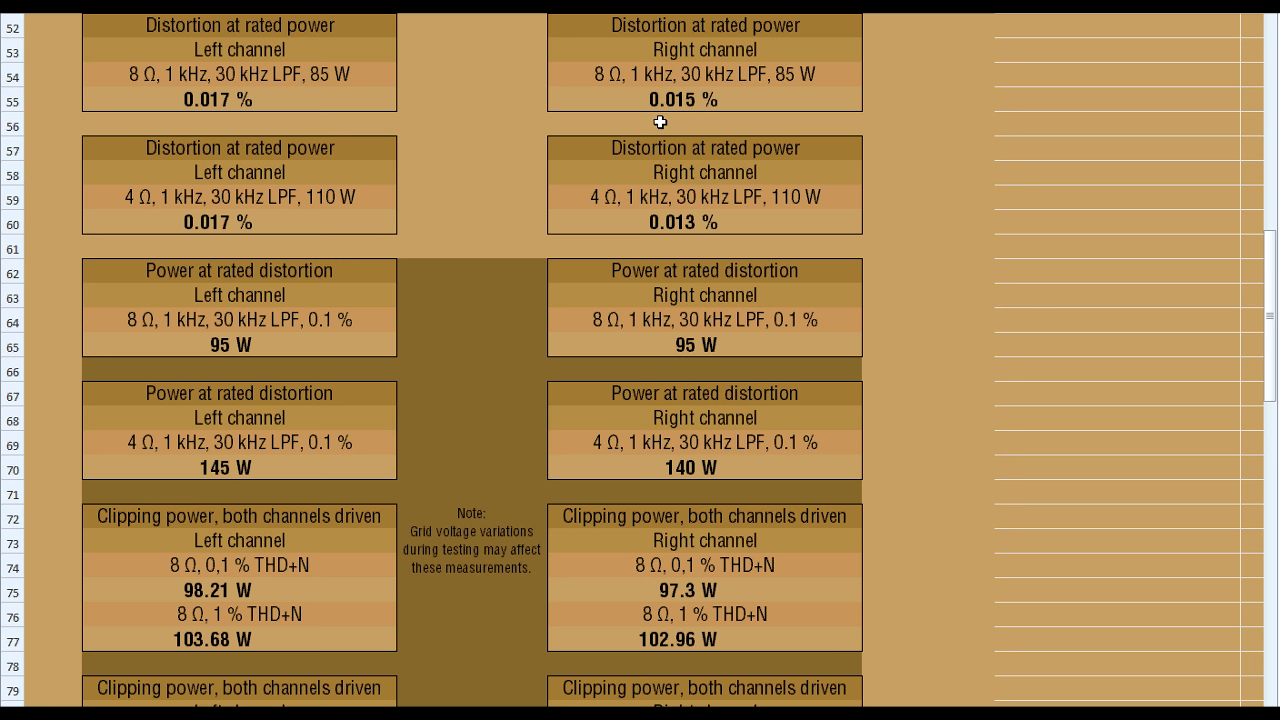 52
Distortion at rated power
Distortion at rated power
53
Left channel
Right channel
54
8 Ω, 1 kHz, 30 kHz LPF, 85 W
8 Ω, 1 kHz, 30 kHz LPF, 85 W
55
0.017 %
0.015 %
56
57
Distortion at rated power
Distortion at rated power
58
Left channel
Right channel
59
4 Ω, 1 kHz, 30 kHz LPF, 110 W
4 Ω, 1 kHz, 30 kHz LPF, 110 W
60
0.017 %
0.013 %
61
62
Power at rated distortion
Power at rated distortion
63
Left channel
Right channel
64
8 Ω, 1 kHz, 30 kHz LPF, 0.1 %
8 Ω, 1 kHz, 30 kHz LPF, 0.1 %
65
95 W
95 W
66
67
Power at rated distortion
Power at rated distortion
68
Left channel
Right channel
69
4 Ω, 1 kHz, 30 kHz LPF, 0.1 %
4 Ω, 1 kHz, 30 kHz LPF, 0.1 %
70
145 W
140 W
71
72
Clipping power, both channels driven
Note:
Grid voltage variations
during testing may affect
these measurements.
Clipping power, both channels driven
73
Left channel
Right channel
74
8 Ω, 0,1 % THD+N
8 Ω, 0,1 % THD+N
75
98.21 W
97.3 W
76
8 Ω, 1 % THD+N
8 Ω, 1 % THD+N
77
103.68 W
102.96 W
78
79
Clipping power, both channels driven
Clipping power, both channels driven